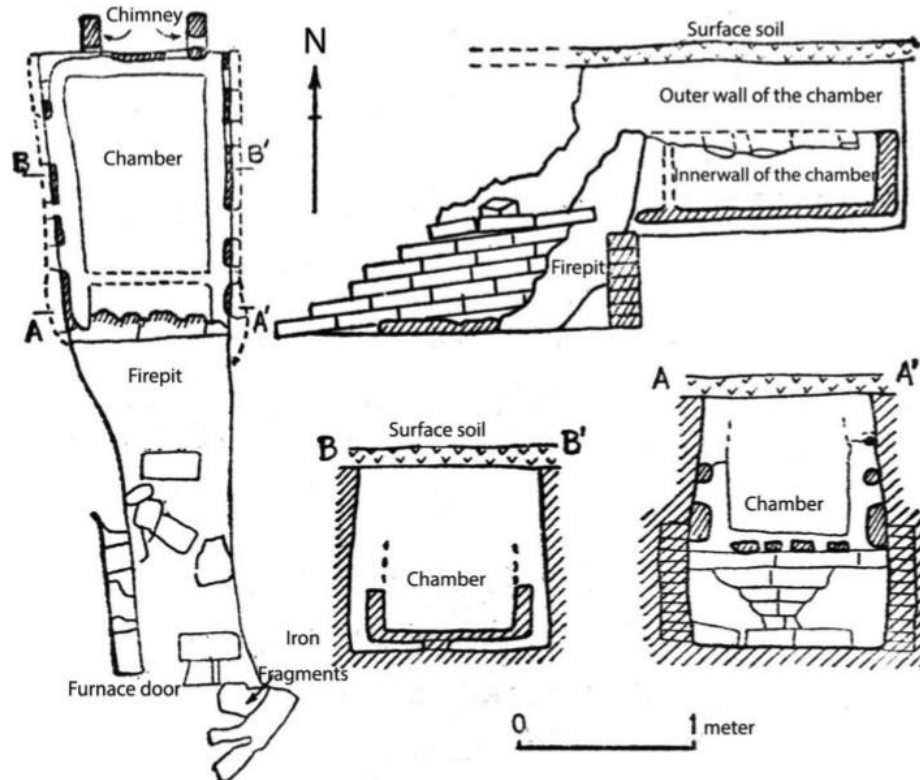 Chimney
N
Chamber
B
B'
A
A'
Firepit
Furnace door
Iron
Fragments
Surface soil
Outer wall of the chamber
Innerwall of the chamber
Firepit
B
Surface soil
B'
Chamber
A
A'
Chamber
0
1 meter